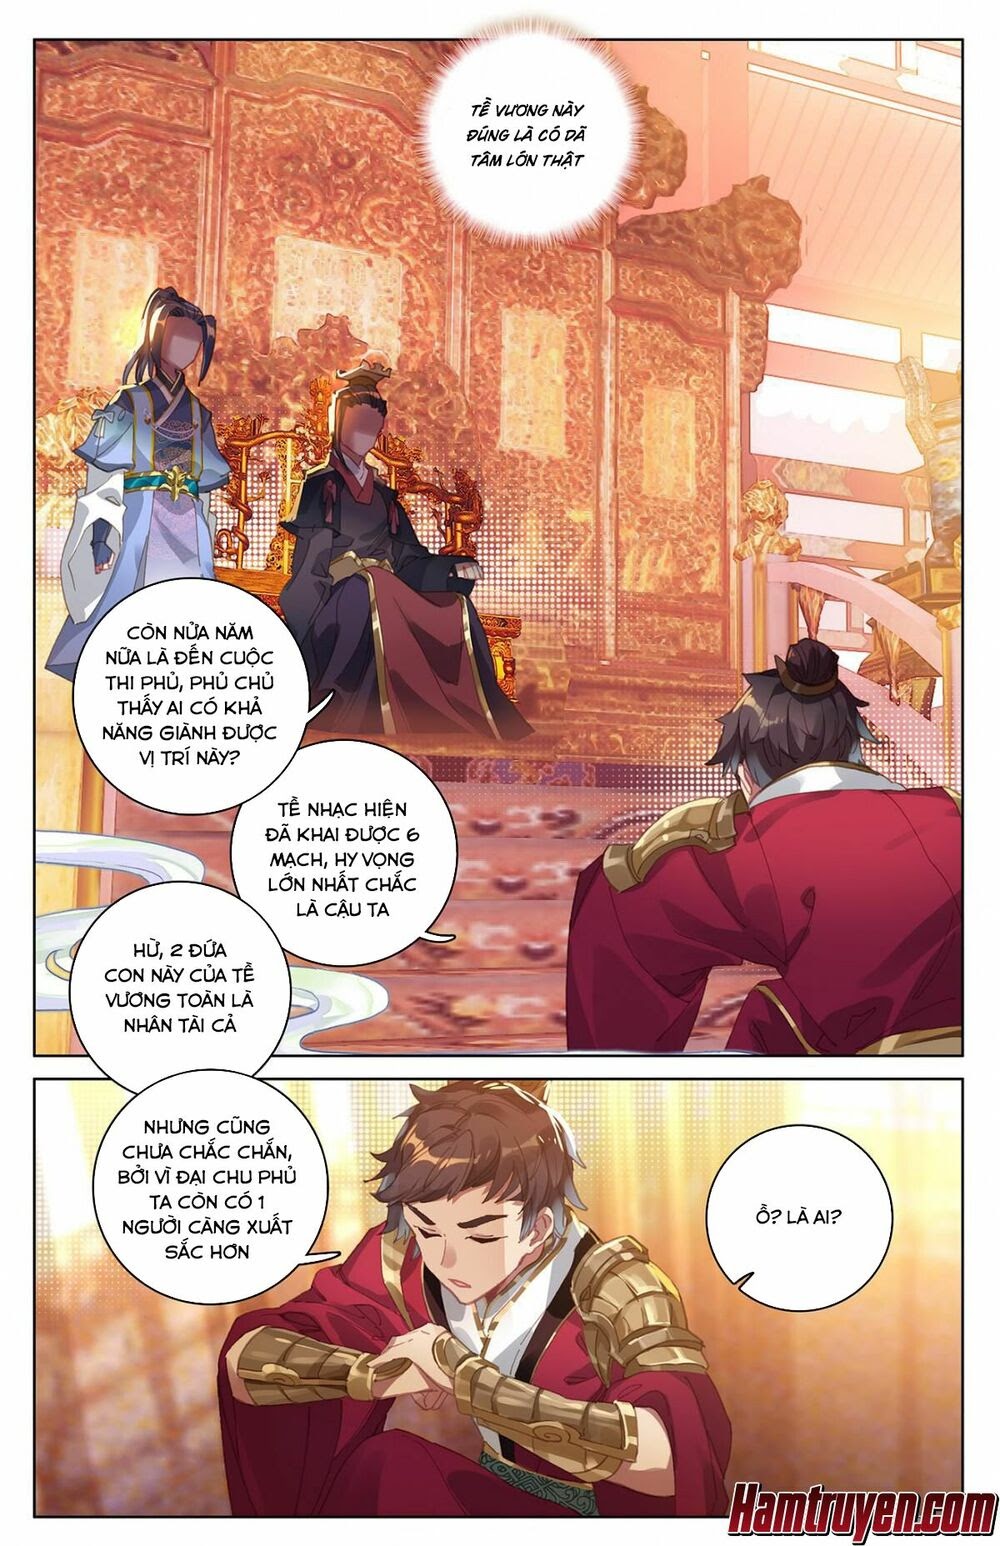 TỀ VƯƠNG NÀY
ĐÚNG LÀ CÓ DÃ
TÂM LỚN THẬT
CÒN NỬA NĂM
NỮA LÀ ĐẾN CUỘC
THI PHỦ, PHỦ CHỦ
THẤY AI CÓ KHẢ
NĂNG GIÀNH ĐƯỢC
VỊ TRÍ NÀY?
TỀ NHẠC HIỆN
ĐÃ KHAI ĐƯỢC 6
MẠCH, HY VỌNG
LỚN NHẤT CHẮC
LÀ CẬU TA
HỪ, 2 ĐỨA
CON NÀY CỦA TỀ
VƯƠNG TOÀN LÀ
NHÂN TÀI CẢ
NHƯNG CŨNG
CHƯA CHẮC CHẮN,
BỞI VÌ ĐẠI CHU PHỦ
TA CÒN CÓ 1
NGƯỜI CÀNG XUẤT
SẮC HƠN
Ồ? LÀ AI?
Hamtruyen.com